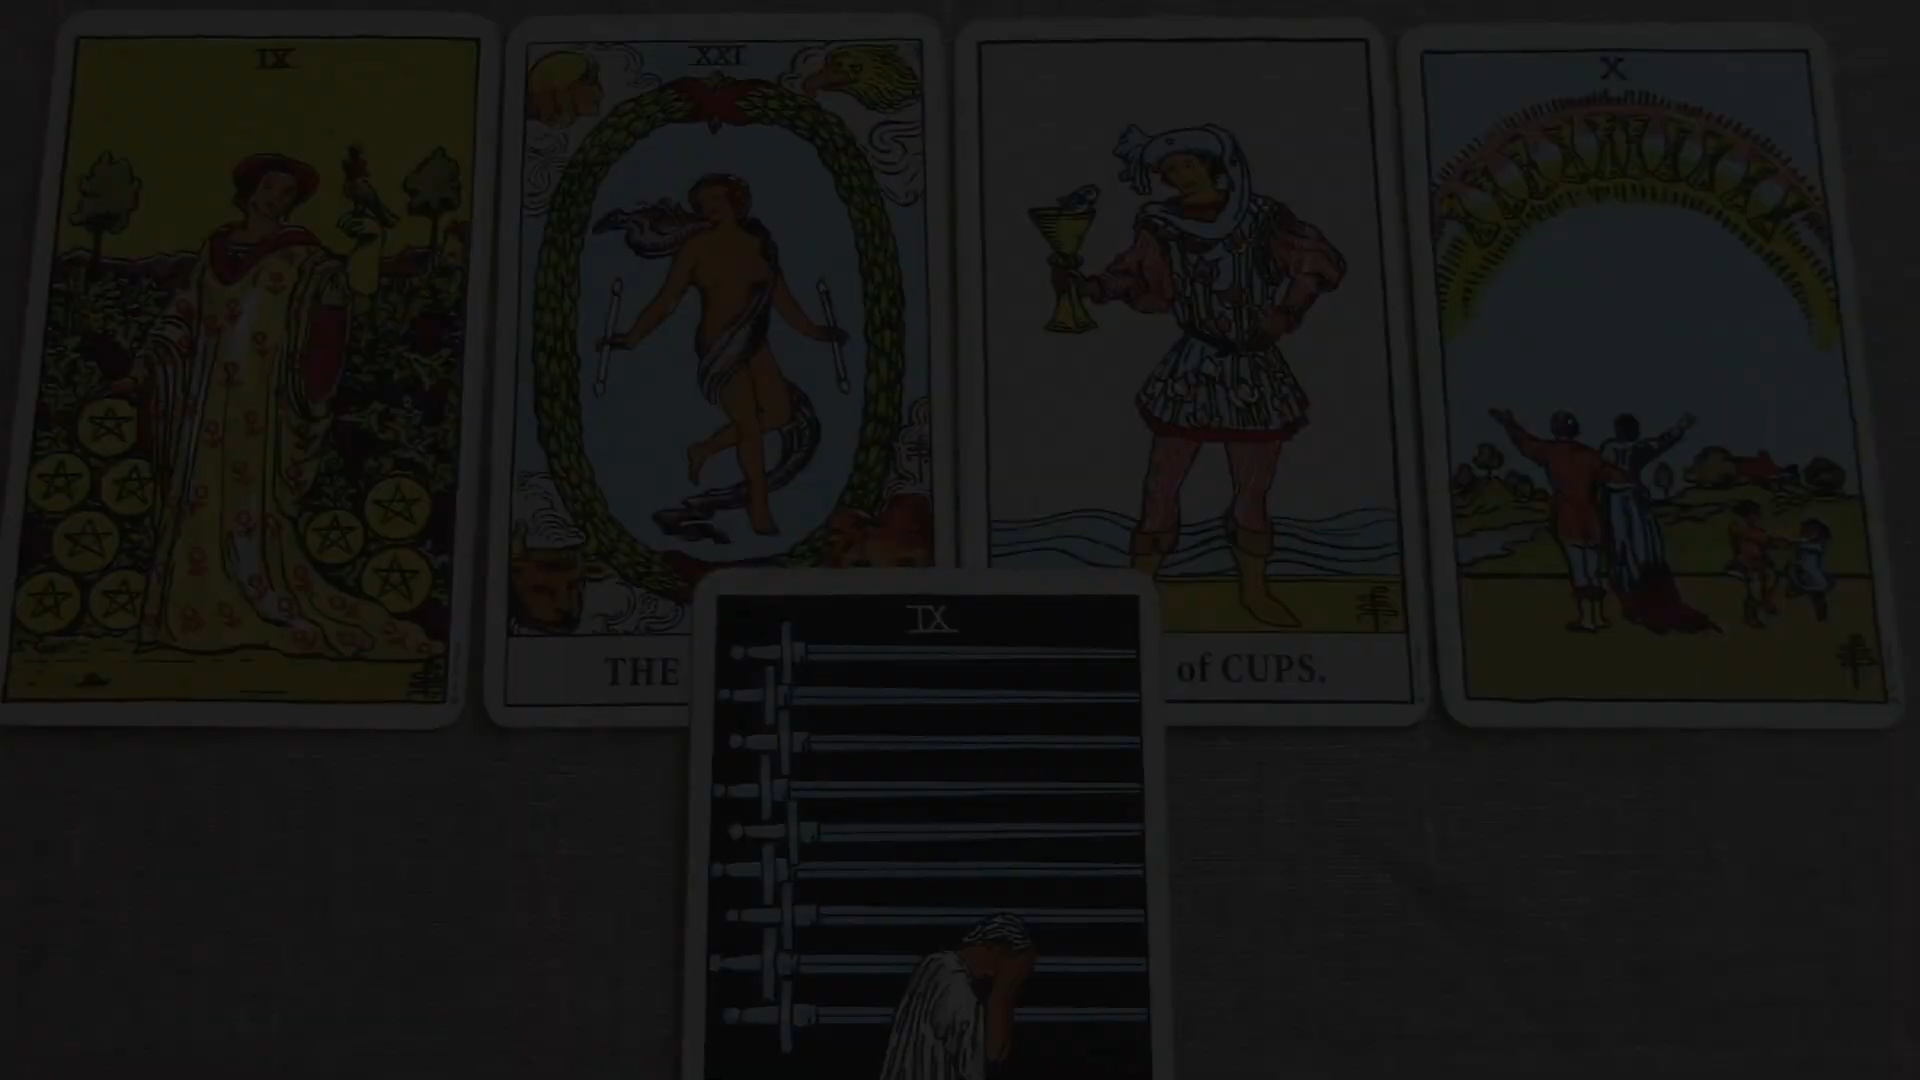 IX
XXI
X
THE
of CUPS.
IX